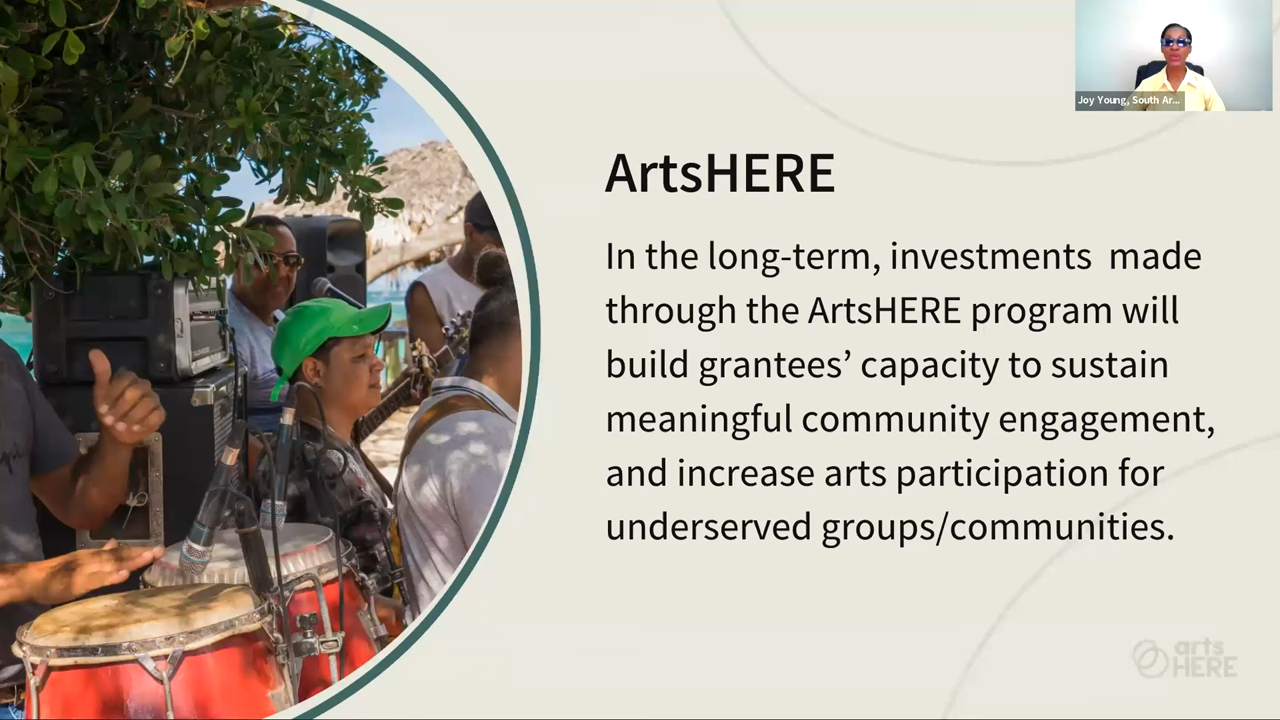 Joy Young, South Ar...
ArtsHERE
In the long-term, investments  made
through the ArtsHERE program will
build grantees’ capacity to sustain
meaningful community engagement,
and increase arts participation for
underserved groups/communities.
arts
HERE